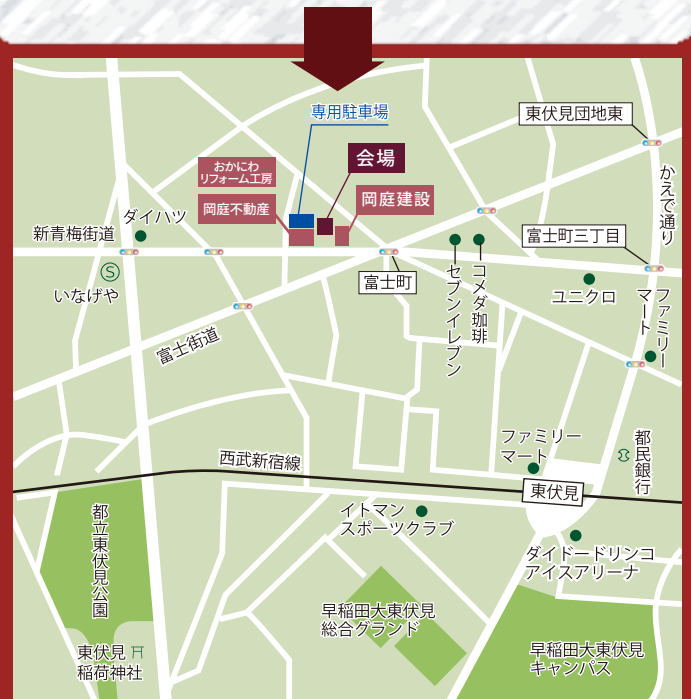 専用駐車場
東伏見団地東
会場
おかにわ
リフォーム工房
岡庭建設
岡庭不動産
かえで通り
ダイハツ
新青梅街道
富士町三丁目
S
いなげや
富士町
セブンイレブン
コメダ珈琲
ユニクロ
ファミリー
マート
富士街道
ファミリー
マート
都民銀行
西武新宿線
東伏見
イトマン
スポーツクラブ
都立東伏見公園
ダイドードリンコ
アイスアリーナ
早稲田大東伏見
総合グランド
東伏見
稲荷神社
早稲田大東伏見
キャンパス